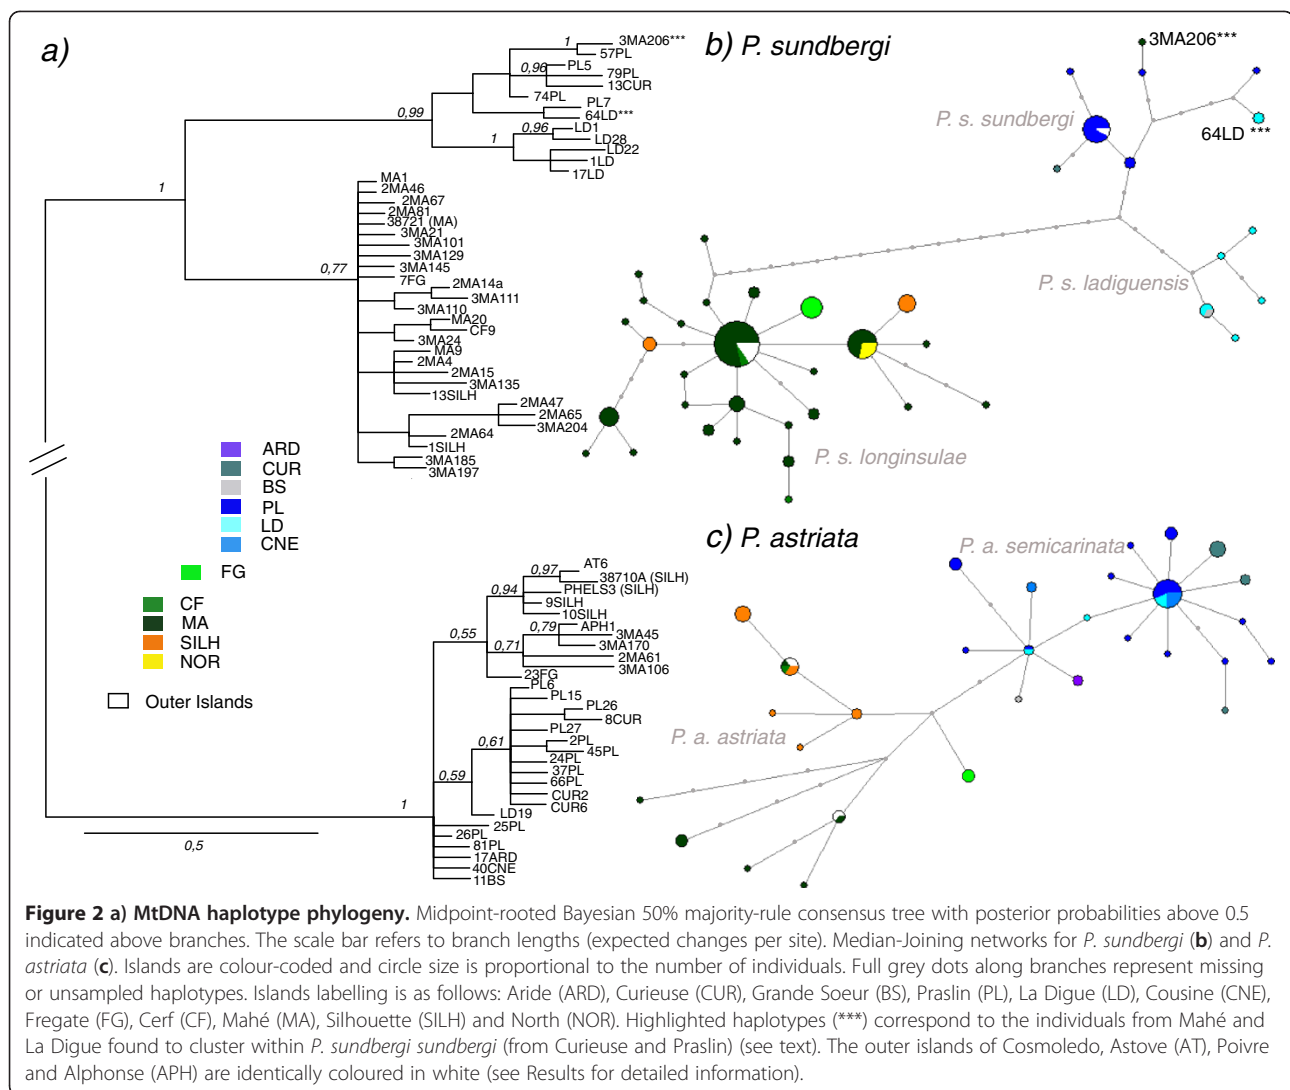 a)
1
3MA206***
57PL
0,96
PL5
79PL
13CUR
74PL
0,99
PL7
64LD***
0,96
LD1
1
LD28
LD22
1LD
17LD
1
MA1
2MA46
2MA67
2MA81
38721 (MA)
3MA21
3MA101
3MA129
0,77
3MA145
7FG
2MA14a
3MA111
3MA110
MA20
CF9
3MA24
MA9
2MA4
2MA15
3MA135
13SILH
2MA47
2MA65
3MA204
2MA64
1SILH
3MA185
3MA197
ARD
CUR
BS
PL
LD
CNE
FG
CF
MA
SILH
NOR
Outer Islands
0,97
AT6
38710A (SILH)
0,94
PHELS3 (SILH)
9SILH
10SILH
0,55
0,79
APH1
3MA45
0,71
3MA170
2MA61
3MA106
23FG
PL6
PL15
PL26
8CUR
PL27
0,61
2PL
45PL
24PL
37PL
0,59
66PL
CUR2
CUR6
LD19
1
25PL
26PL
81PL
17ARD
40CNE
11BS
0,5
b) P. sundbergi
3MA206***
P. s. sundbergi
64LD ***
P. s. ladiguensis
P. s. longinsulae
c) P. astriata
P. a. semicarinata
P. a. astriata
Figure 2 a) MtDNA haplotype phylogeny. Midpoint-rooted Bayesian 50% majority-rule consensus tree with posterior probabilities above 0.5
indicated above branches. The scale bar refers to branch lengths (expected changes per site). Median-Joining networks for P. sundbergi (b) and P.
astriata (c). Islands are colour-coded and circle size is proportional to the number of individuals. Full grey dots along branches represent missing
or unsampled haplotypes. Islands labelling is as follows: Aride (ARD), Curieuse (CUR), Grande Soeur (BS), Praslin (PL), La Digue (LD), Cousine (CNE),
Fregate (FG), Cerf (CF), Mahé (MA), Silhouette (SILH) and North (NOR). Highlighted haplotypes (***) correspond to the individuals from Mahé and
La Digue found to cluster within P. sundbergi sundbergi (from Curieuse and Praslin) (see text). The outer islands of Cosmoledo, Astove (AT), Poivre
and Alphonse (APH) are identically coloured in white (see Results for detailed information).